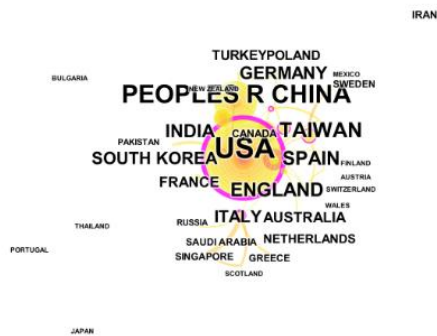 IRAN
TURKEY POLAND
GERMANY
MEXICO
BULGARIA
SWEDEN
NEW ZEALAND
PEOPLES R CHINA
INDIA
CANADA
TAIWAN
PAKISTAN
USA
SOUTH KOREA
SPAIN
FINLAND
AUSTRIA
FRANCE
ENGLAND
SWITZERLAND
WALES
ITALY
AUSTRALIA
RUSSIA
THAILAND
SAUDI ARABIA
NETHERLANDS
PORTUGAL
SINGAPORE
GREECE
SCOTLAND
JAPAN